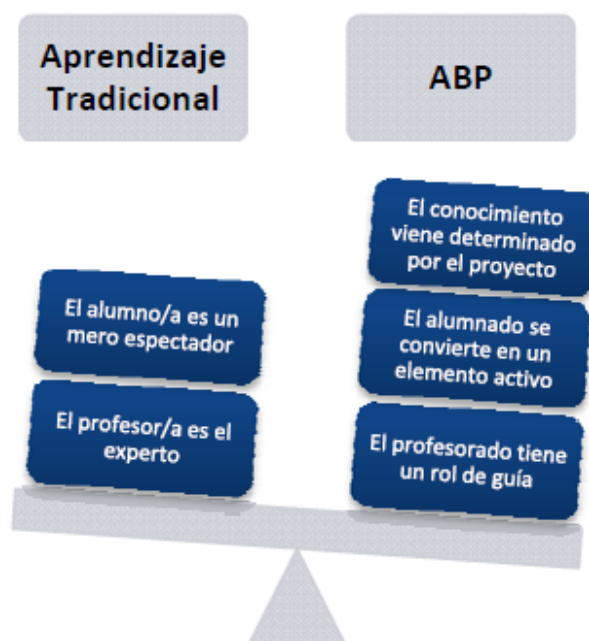 Aprendizaje
Tradicional
ABP
El alumno/a es un
mero espectador
El profesor/a es el
experto
El conocimiento
viene determinado
por el proyecto
El alumnado se
convierte en un
elemento activo
El profesorado tiene
un rol de guía